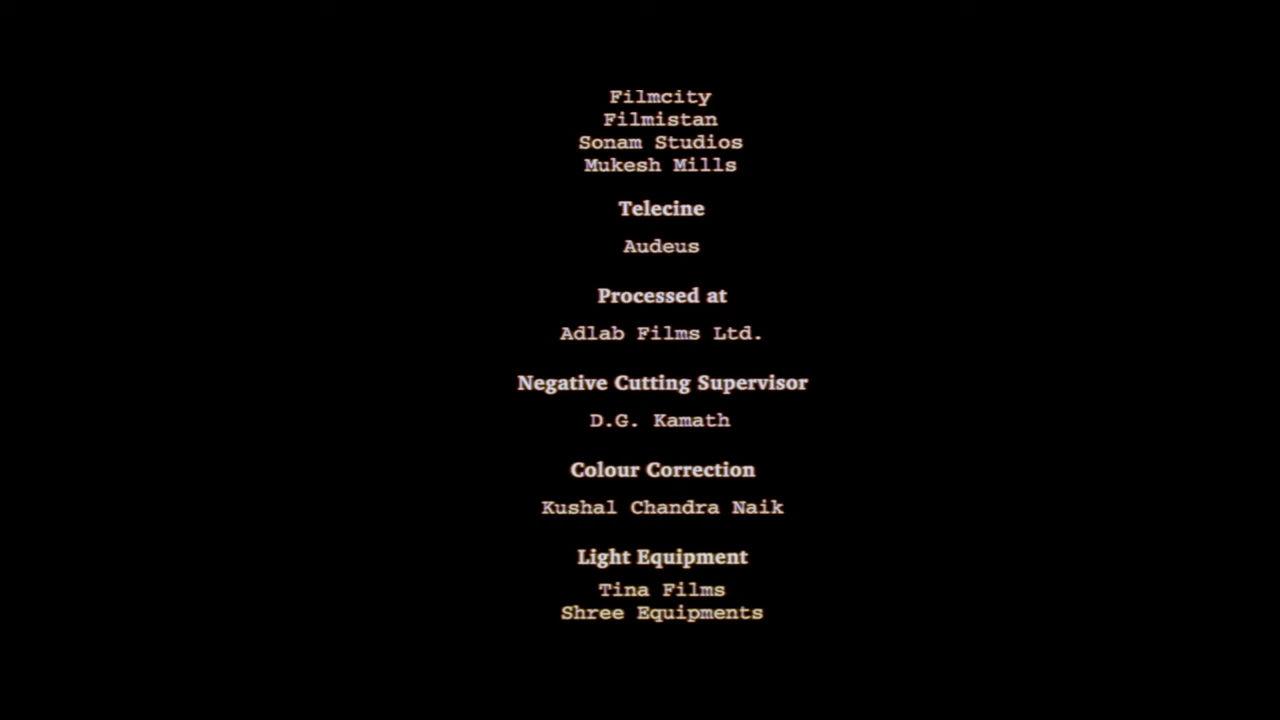 Filmcity
Filmistan
Sonam Studios
Mukesh Mills
Telecine
Audeus
Processed at
Adlab Films Ltd.
Negative Cutting Supervisor
D.G. Kamath
Colour Correction
Kushal Chandra Naik
Light Equipment
Tina Films
Shree Equipments